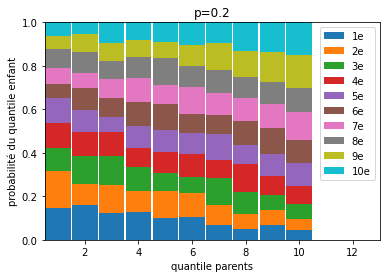 p=0.2
probabilité du quantile enfant
1.0
0.8
0.6
0.4
0.2
0.0
1e
2e
3e
4e
5e
6e
7e
8e
9e
10e
2 4 6 8 10 12
quantile parents